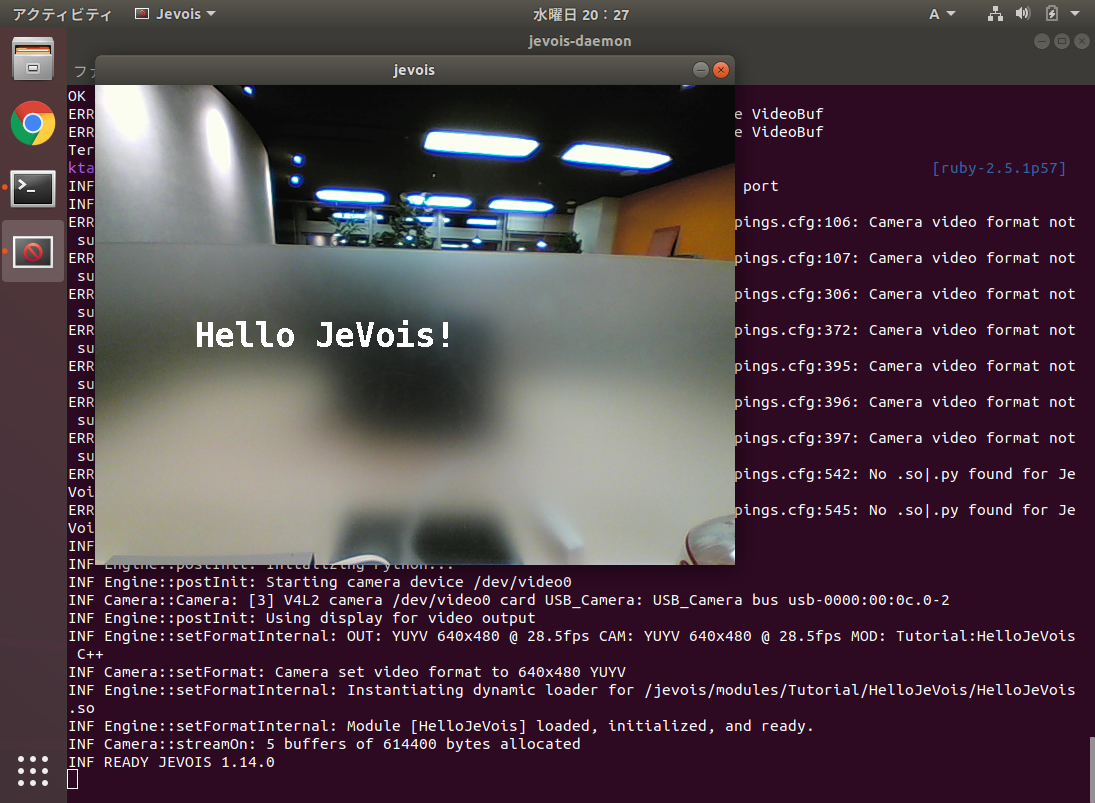 アクティビティ Jevois 水曜日 20：27 A
jevois-daemon
ファ jevois
OK
ERR e VideoBuf
ERR e VideoBuf
Ter
kta [ruby-2.5.1p57]
INF port
INF
ERR pings.cfg:106: Camera video format not
su
ERR pings.cfg:107: Camera video format not
su
ERR pings.cfg:306: Camera video format not
su
Hello JeVois!
ERR pings.cfg:372: Camera video format not
su
ERR pings.cfg:395: Camera video format not
su
ERR pings.cfg:396: Camera video format not
su
ERR pings.cfg:397: Camera video format not
su
ERR pings.cfg:542: No .so|.py found for Je
Voi
ERR pings.cfg:545: No .so|.py found for Je
Voi
INF
INF Engine::postInit: Initalizing Python...
INF Engine::postInit: Starting camera device /dev/video0
INF Camera::Camera: [3] V4L2 camera /dev/video0 card USB_Camera: USB_Camera bus usb-0000:00:0c.0-2
INF Engine::postInit: Using display for video output
INF Engine::setFormatInternal: OUT: YUYV 640x480 @ 28.5fps CAM: YUYV 640x480 @ 28.5fps MOD: Tutorial:HelloJeVois
C++
INF Camera::setFormat: Camera set video format to 640x480 YUYV
INF Engine::setFormatInternal: Instantiating dynamic loader for /jevois/modules/Tutorial/HelloJeVois/HelloJeVois
.so
INF Engine::setFormatInternal: Module [HelloJeVois] loaded, initialized, and ready.
INF Camera::streamOn: 5 buffers of 614400 bytes allocated
INF READY JEVOIS 1.14.0